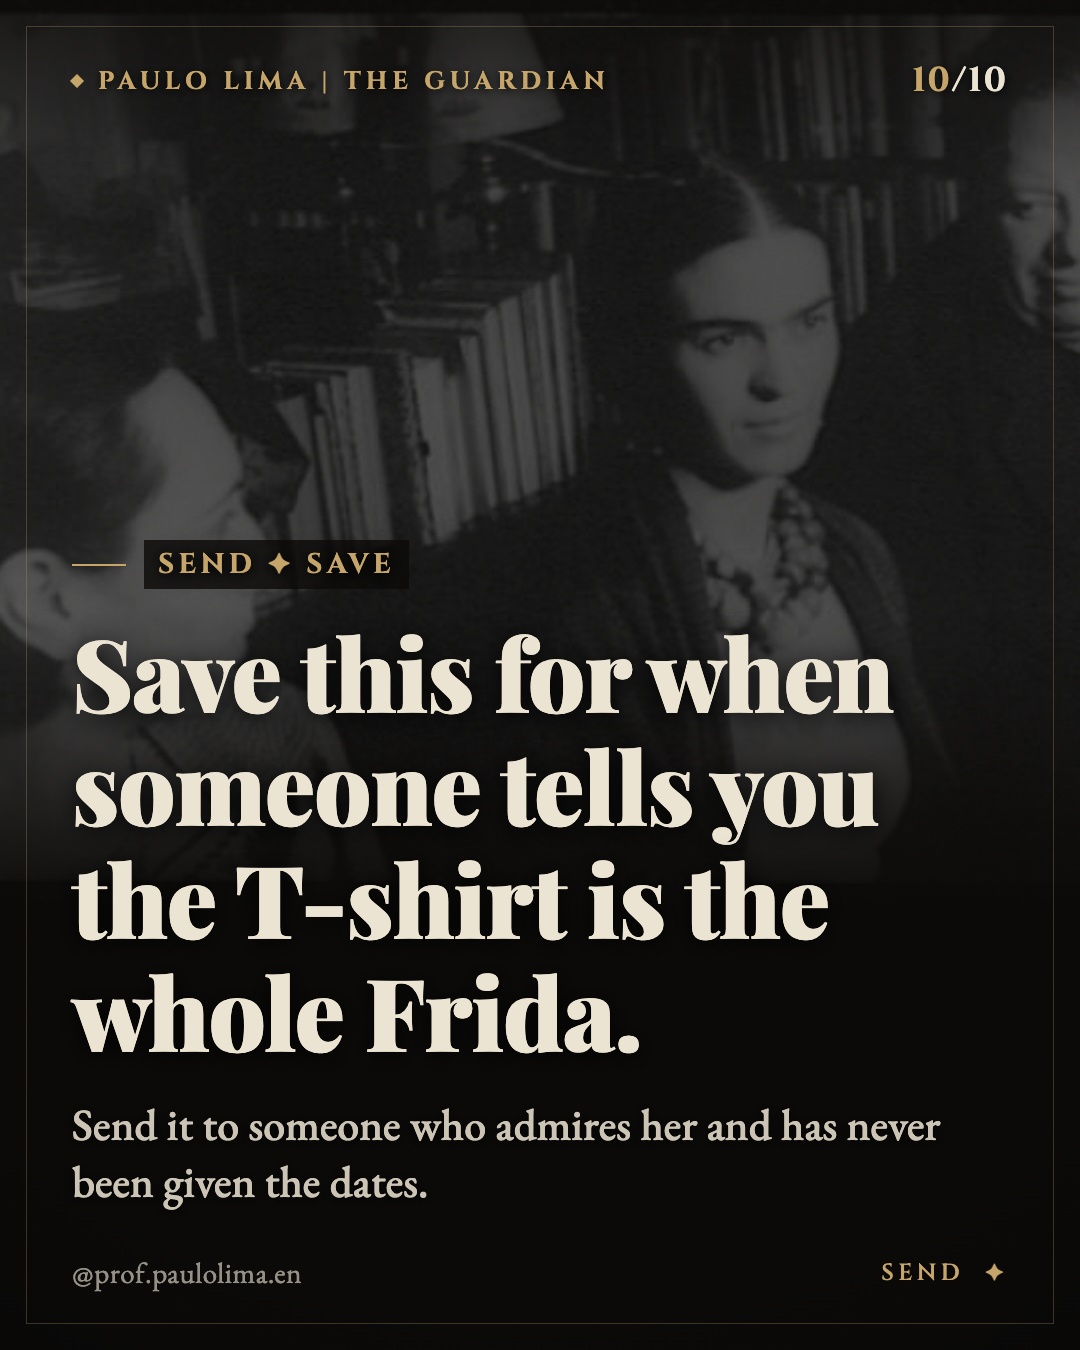 ◆ PAULO LIMA | THE GUARDIAN
10/10
SEND ✦ SAVE
Save this for when
someone tells you
the T-shirt is the
whole Frida.
Send it to someone who admires her and has never
been given the dates.
@prof.paulolima.en
SEND ✦